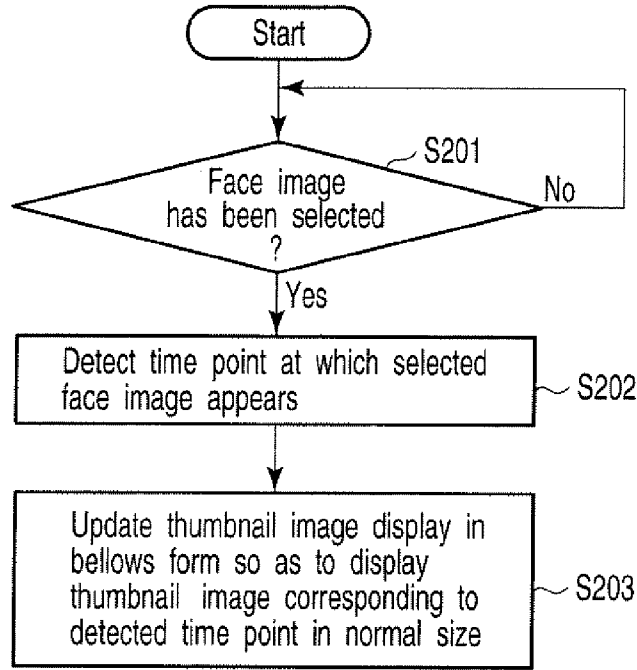 Start
S201
Face image
has been selected
?
No
Yes
Detect time point at which selected
face image appears
S202
Update thumbnail image display in
bellows form so as to display
thumbnail image corresponding to
detected time point in normal size
S203